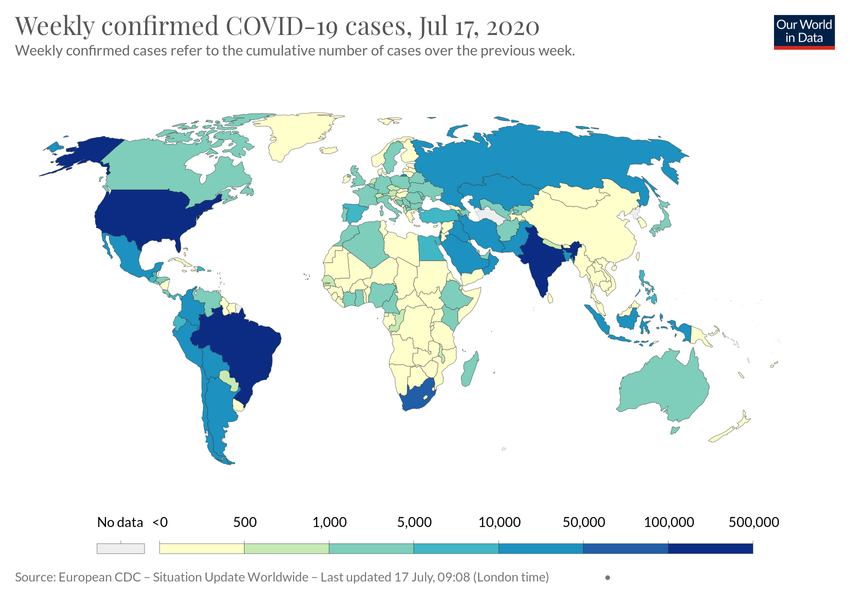 Weekly confirmed COVID-19 cases, Jul 17, 2020
Weekly confirmed cases refer to the cumulative number of cases over the previous week.
Our World
in Data
No data <0 500 1,000 5,000 10,000 50,000 100,000 500,000
Source: European CDC – Situation Update Worldwide – Last updated 17 July, 09:08 (London time) •